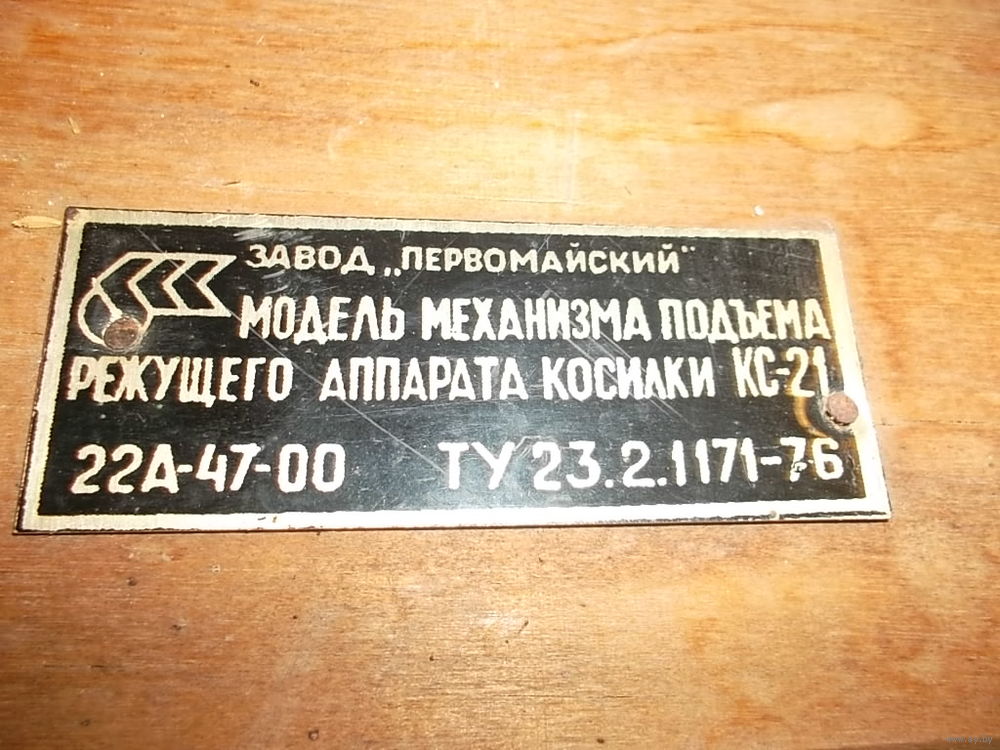 ЗАВОД „ПЕРВОМАЙСКИЙ"
МОДЕЛЬ МЕХАНИЗМА ПОДЪЕМА
РЕЖУЩЕГО АППАРАТА КОСИЛКИ КС-21
22А-47-00 ТУ 23.2.1171-76